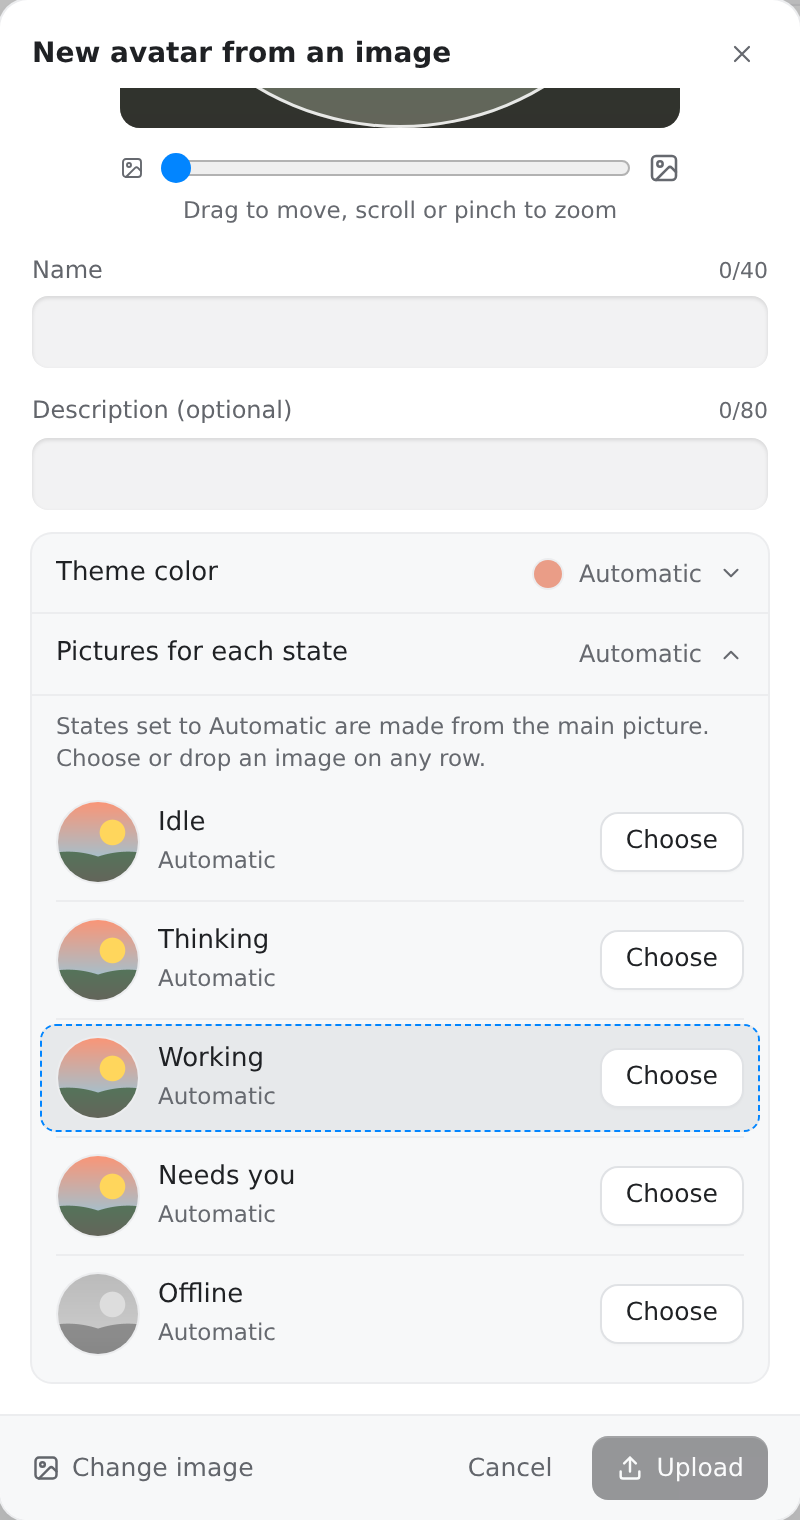 New avatar from an image
Drag to move, scroll or pinch to zoom
Name 0/40
Description (optional) 0/80
Theme color Automatic
Pictures for each state Automatic
States set to Automatic are made from the main picture.
Choose or drop an image on any row.
Idle
Automatic
Choose
Thinking
Automatic
Choose
Working
Automatic
Choose
Needs you
Automatic
Choose
Offline
Automatic
Choose
Change image Cancel Upload